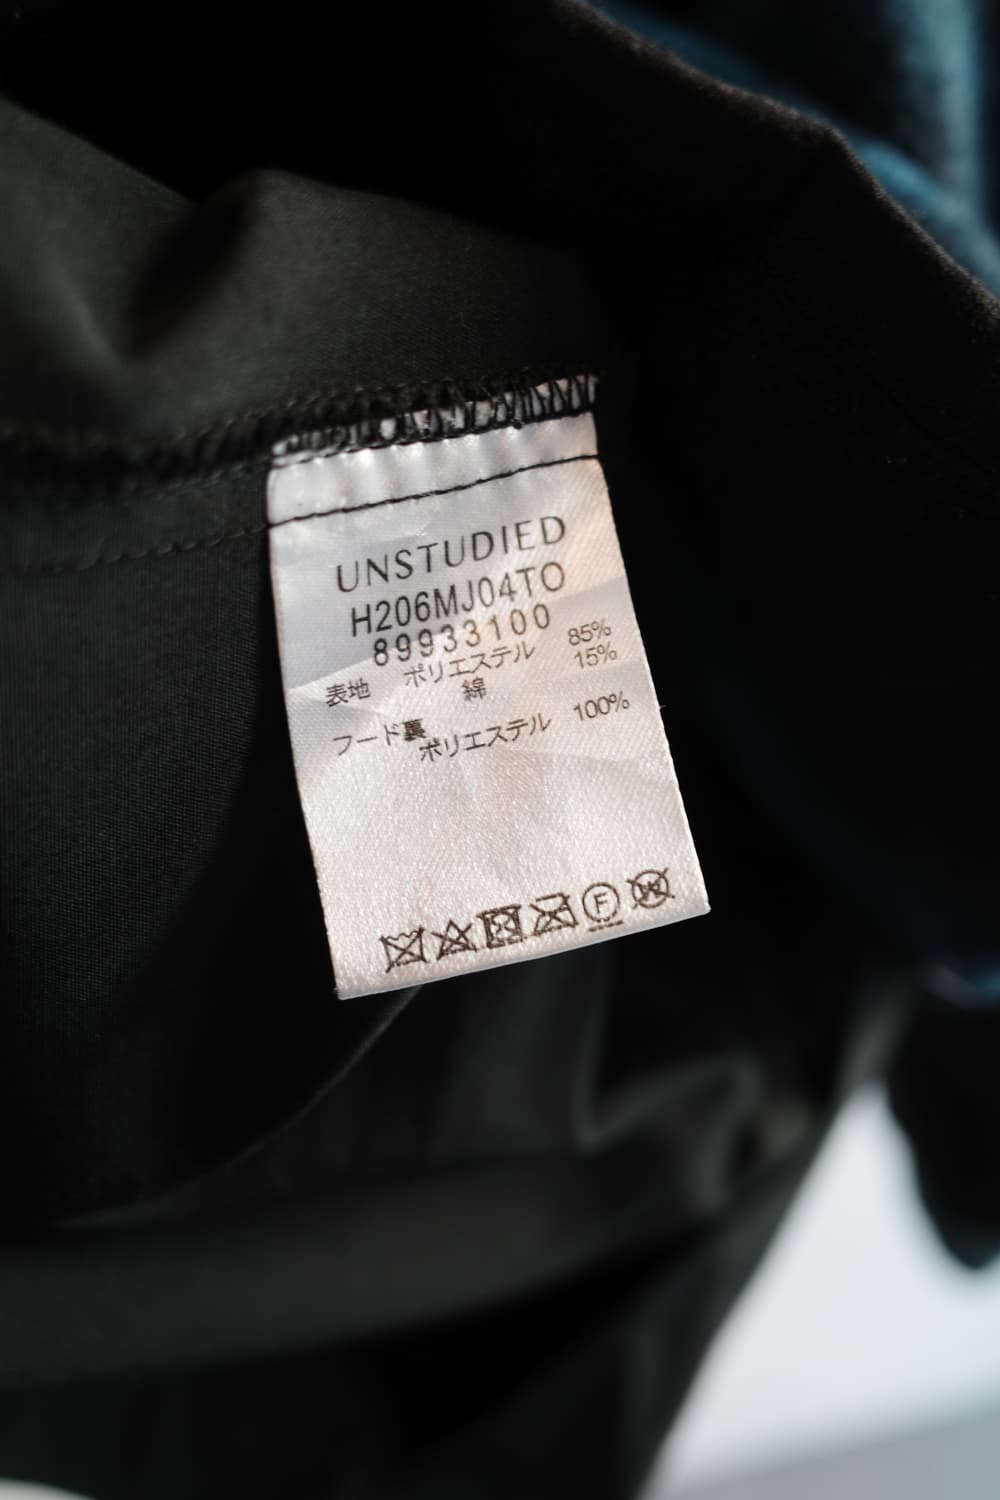 UNSTUDIED
H206MJ04TO
89933100
表地 ポリエステル 85%
綿 15%
フード裏
ポリエステル 100%
F
W